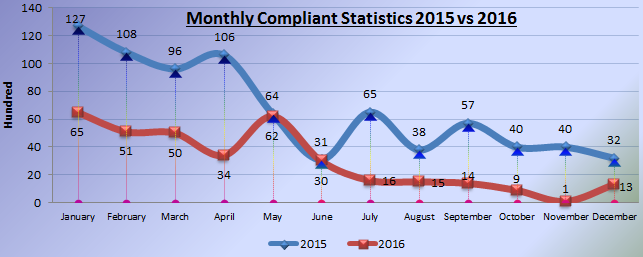 Monthly Compliant Statistics 2015 vs 2016
Hundred
140
120
100
80
60
40
20
0
127 108 96 106 64 31 65 38 57 40 40 32
65 51 50 34 62 30 16 15 14 9 1 13
January February March April May June July August September October November December
2015 2016